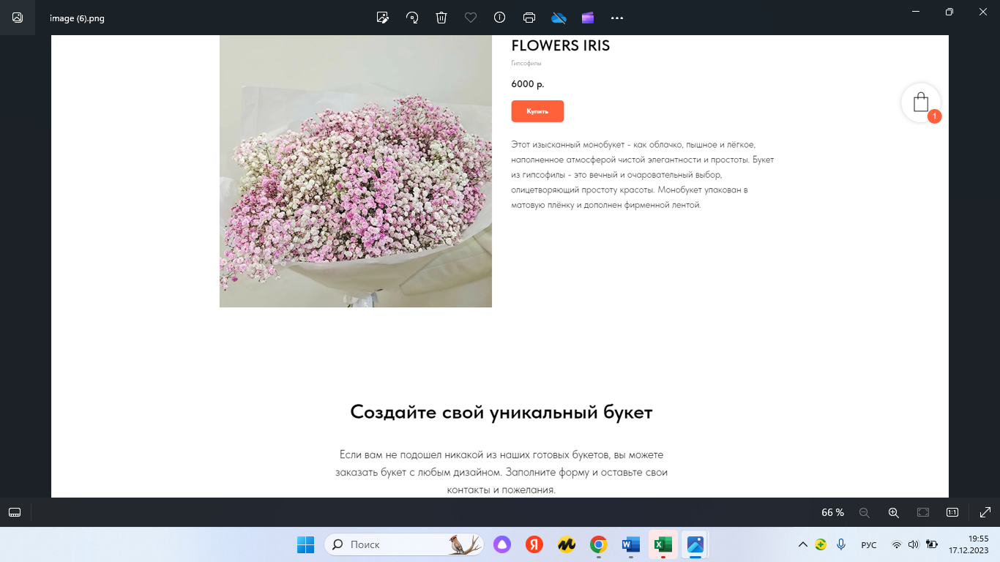 image (6).png
FLOWERS IRIS
Гипсофилы
6000 р.
Купить
1
Этот изысканный монобукет - как облачко, пышное и лёгкое,
наполненное атмосферой чистой элегантности и простоты. Букет
из гипсофилы - это вечный и очаровательный выбор,
олицетворяющий простоту красоты. Монобукет упакован в
матовую плёнку и дополнен фирменной лентой.
Создайте свой уникальный букет
Если вам не подошел никакой из наших готовых букетов, вы можете
заказать букет с любым дизайном. Заполните форму и оставьте свои
контакты и пожелания.
66 %
1:1
Поиск
Я
W
X
РУС
19:55
17.12.2023